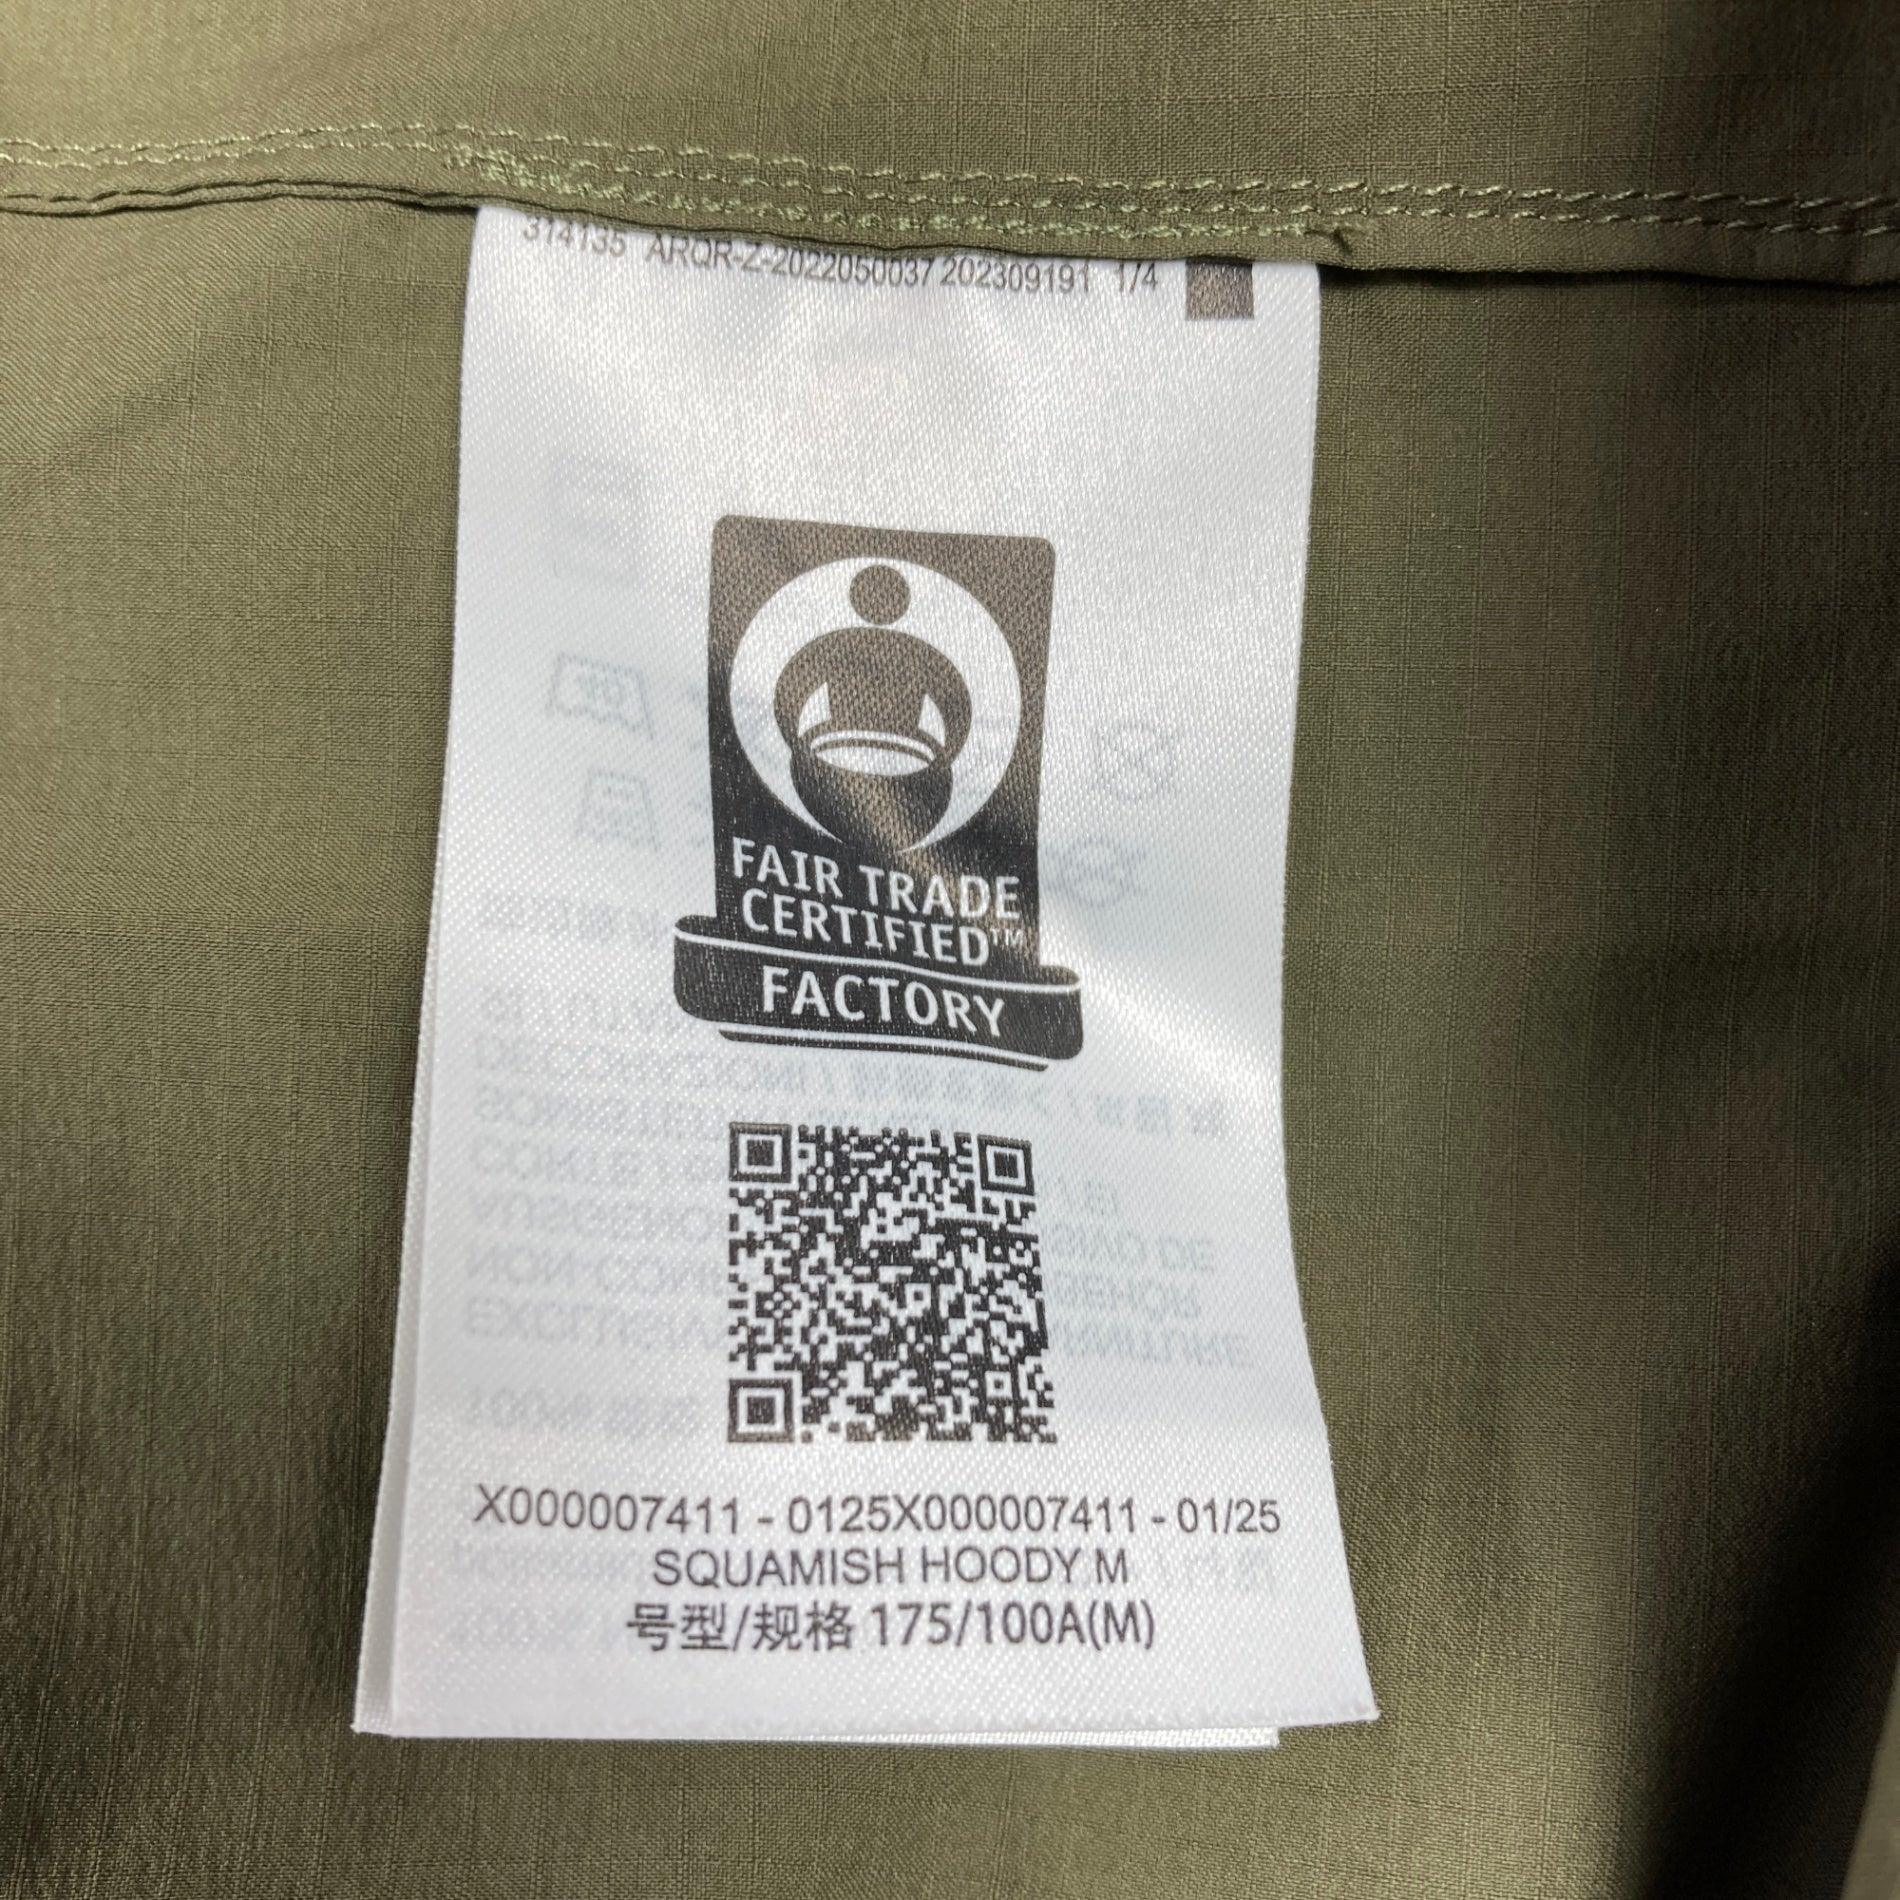 314135 ARQR-Z-2022050037 202309191 1/4
FAIR TRADE
CERTIFIED™
FACTORY
X000007411 - 0125X000007411 - 01/25
SQUAMISH HOODY M
号型/规格 175/100A(M)